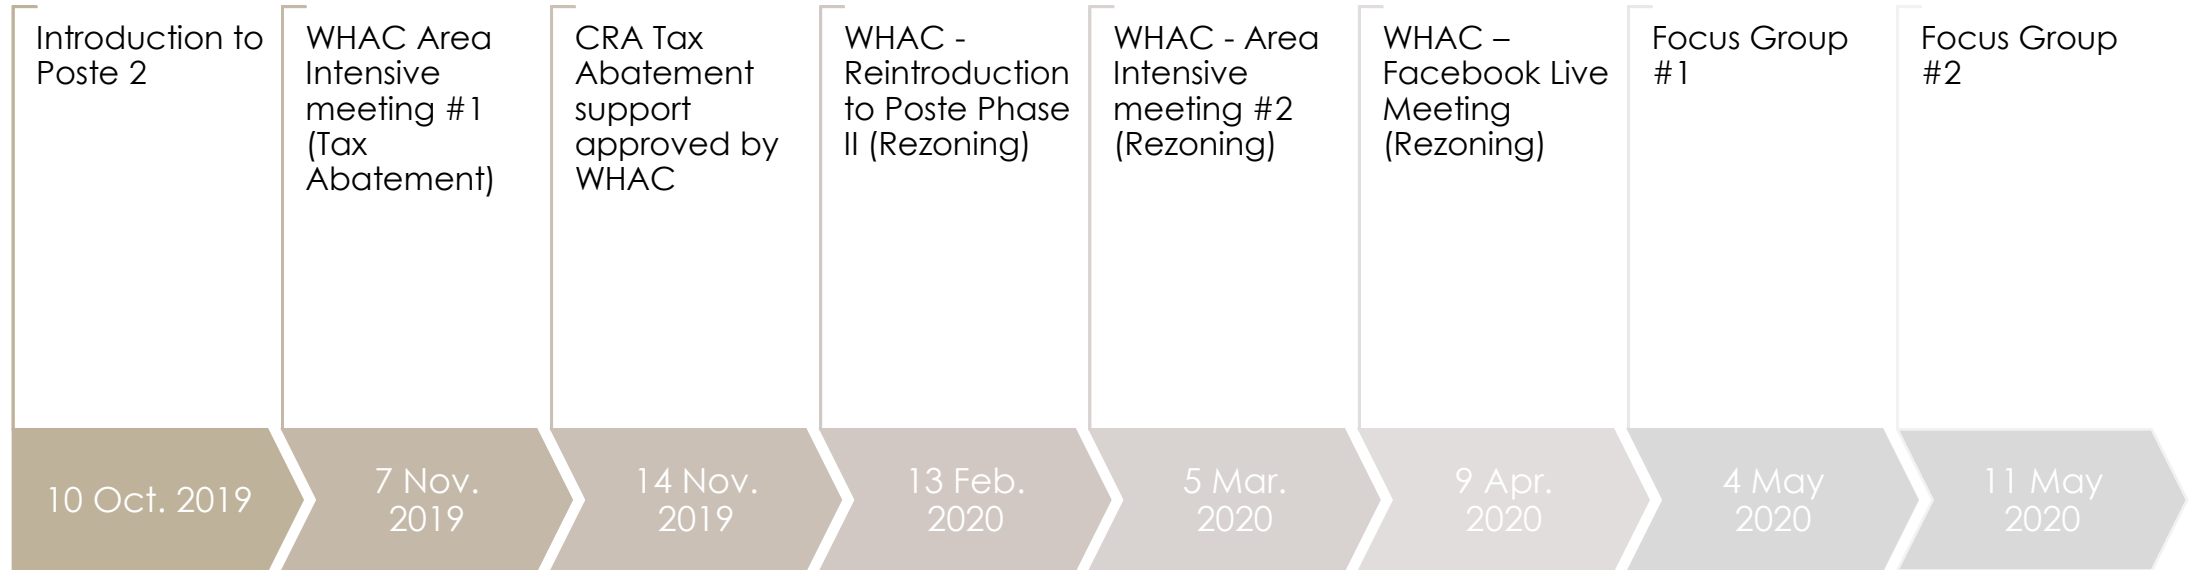 Introduction to
Poste 2
WHAC Area
Intensive
meeting #1
(Tax
Abatement)
CRA Tax
Abatement
support
approved by
WHAC
WHAC -
Reintroduction
to Poste Phase
II (Rezoning)
WHAC - Area
Intensive
meeting #2
(Rezoning)
WHAC –
Facebook Live
Meeting
(Rezoning)
Focus Group
#1
Focus Group
#2
10 Oct. 2019
7 Nov.
2019
14 Nov.
2019
13 Feb.
2020
5 Mar.
2020
9 Apr.
2020
4 May
2020
11 May
2020